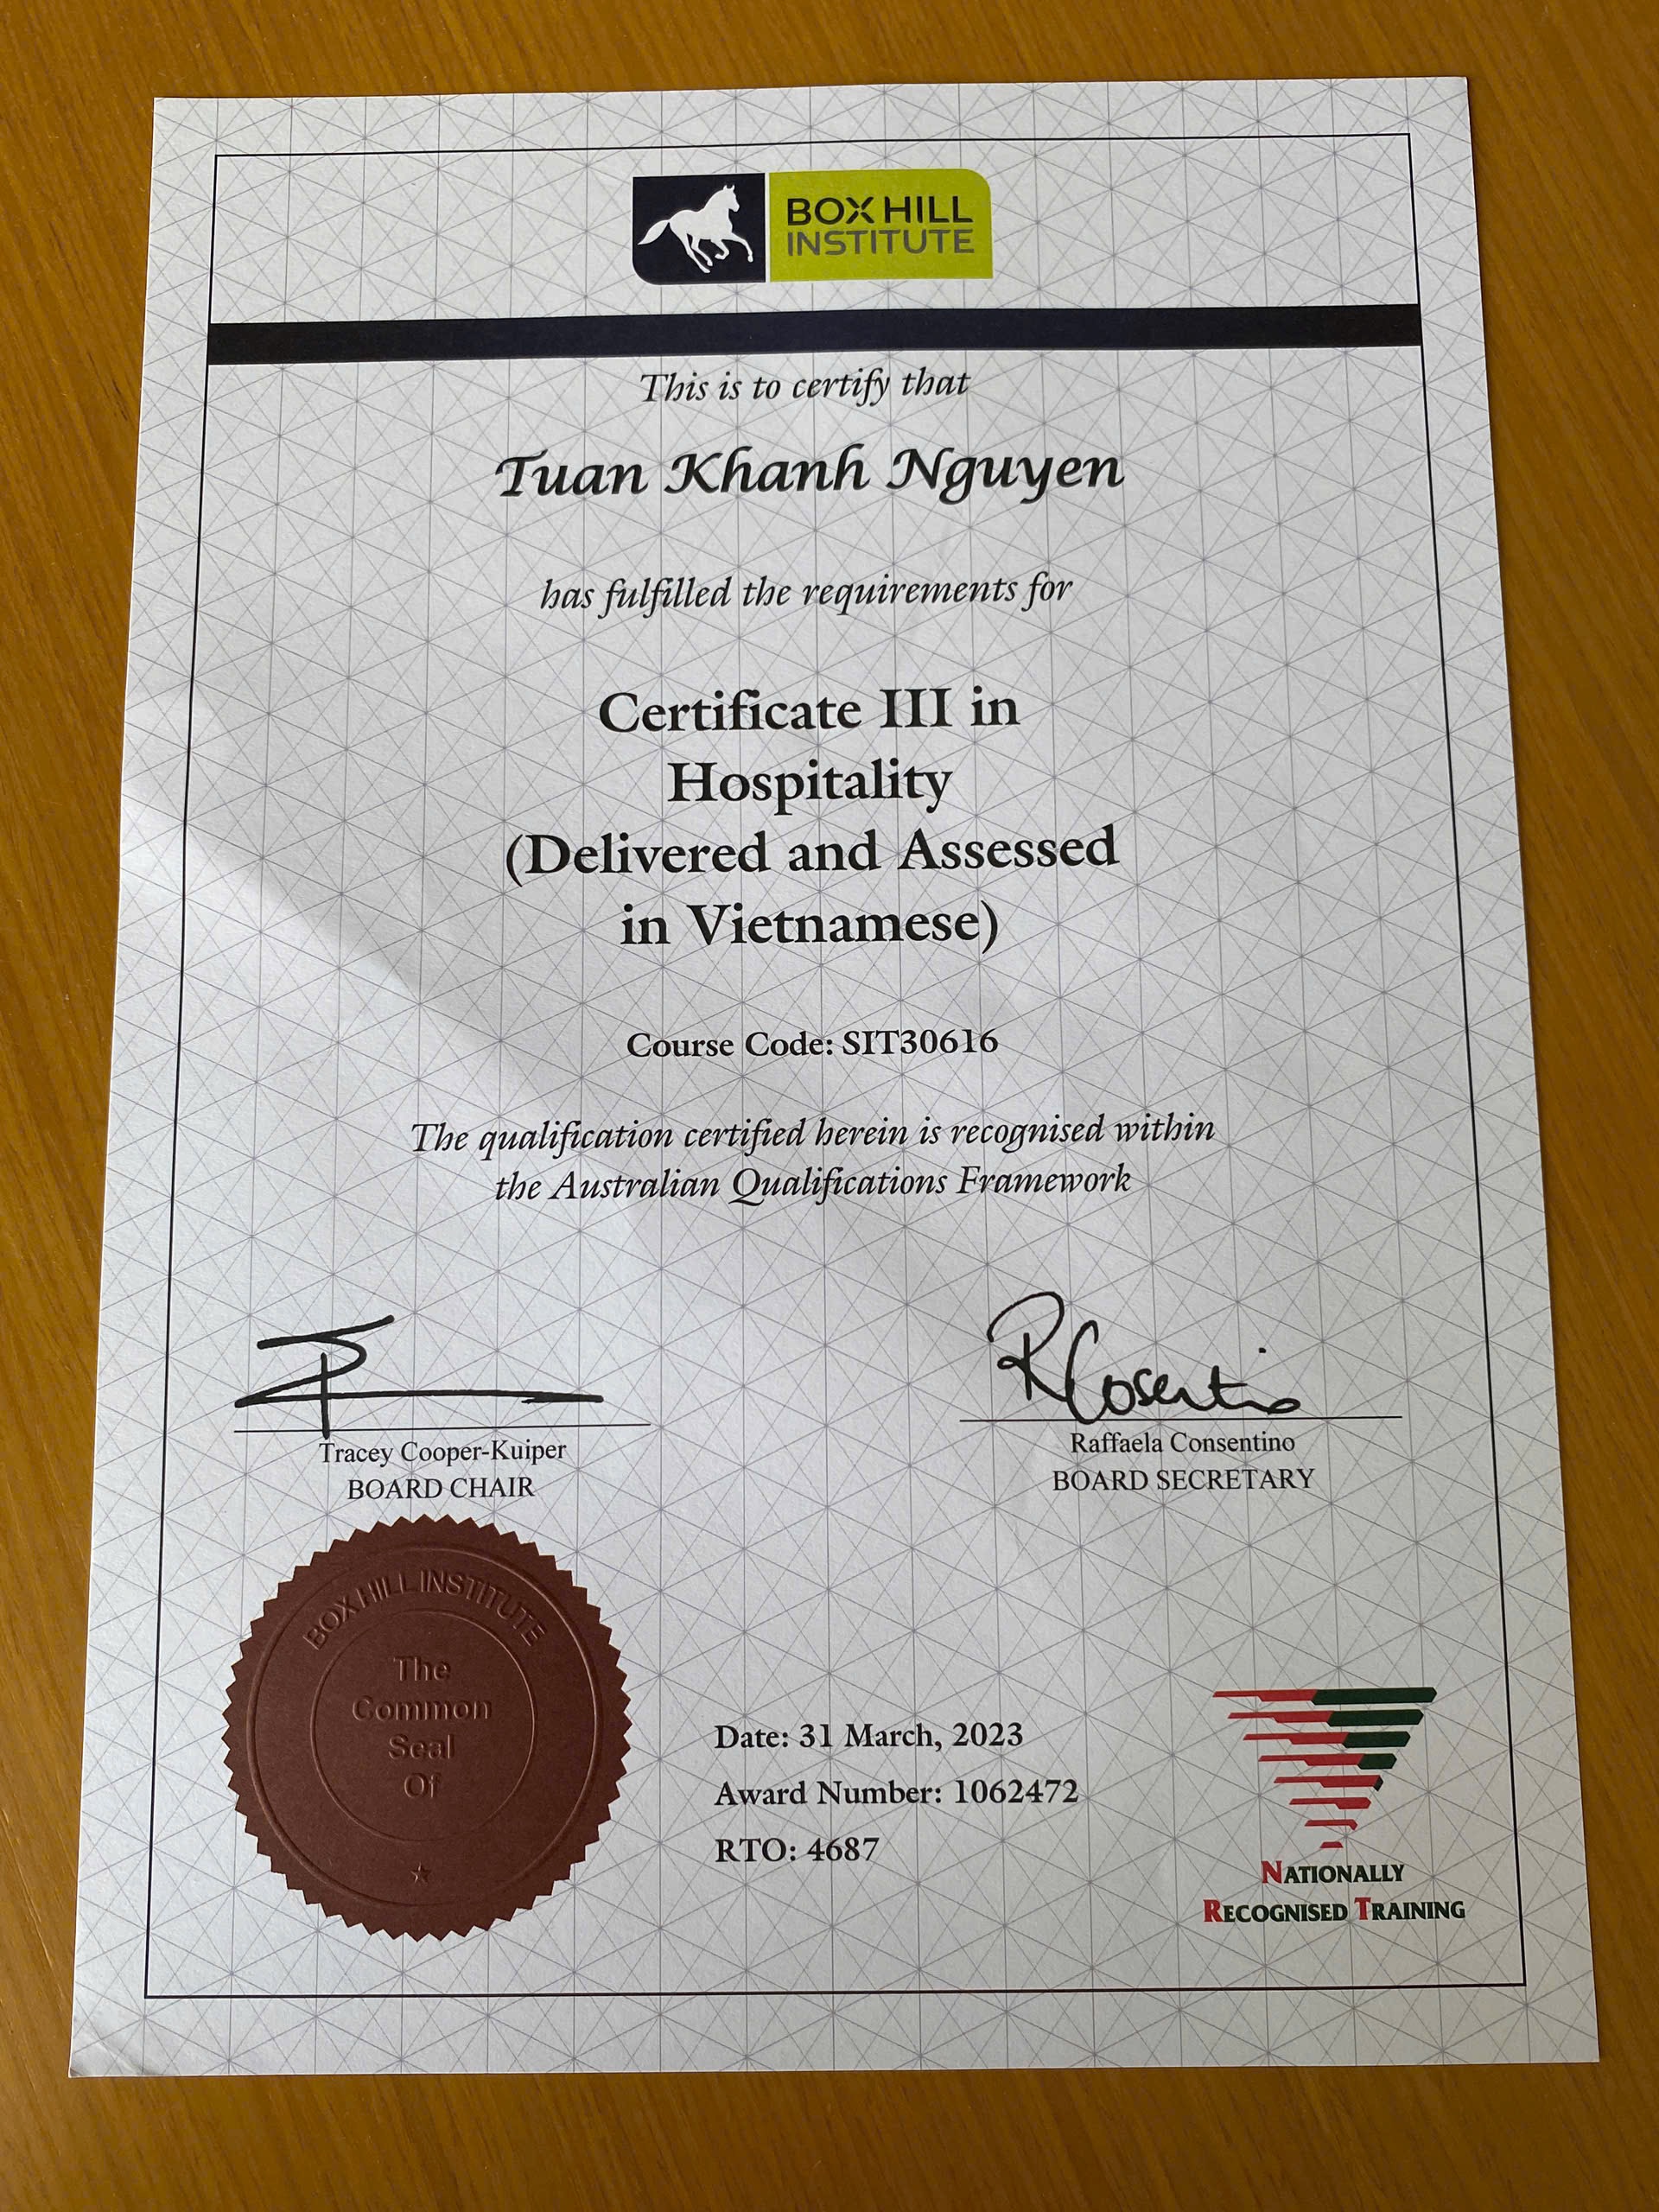 BOX HILL
INSTITUTE
This is to certify that
Tuan Khanh Nguyen
has fulfilled the requirements for
Certificate III in
Hospitality
(Delivered and Assessed
in Vietnamese)
Course Code: SIT30616
The qualification certified herein is recognised within
the Australian Qualifications Framework
R Cosentino
Tracey Cooper-Kuiper
BOARD CHAIR
Raffaela Consentino
BOARD SECRETARY
BOX HILL INSTITUTE
The
Common
Seal
Of
Date: 31 March, 2023
Award Number: 1062472
RTO: 4687
NATIONALLY
RECOGNISED TRAINING